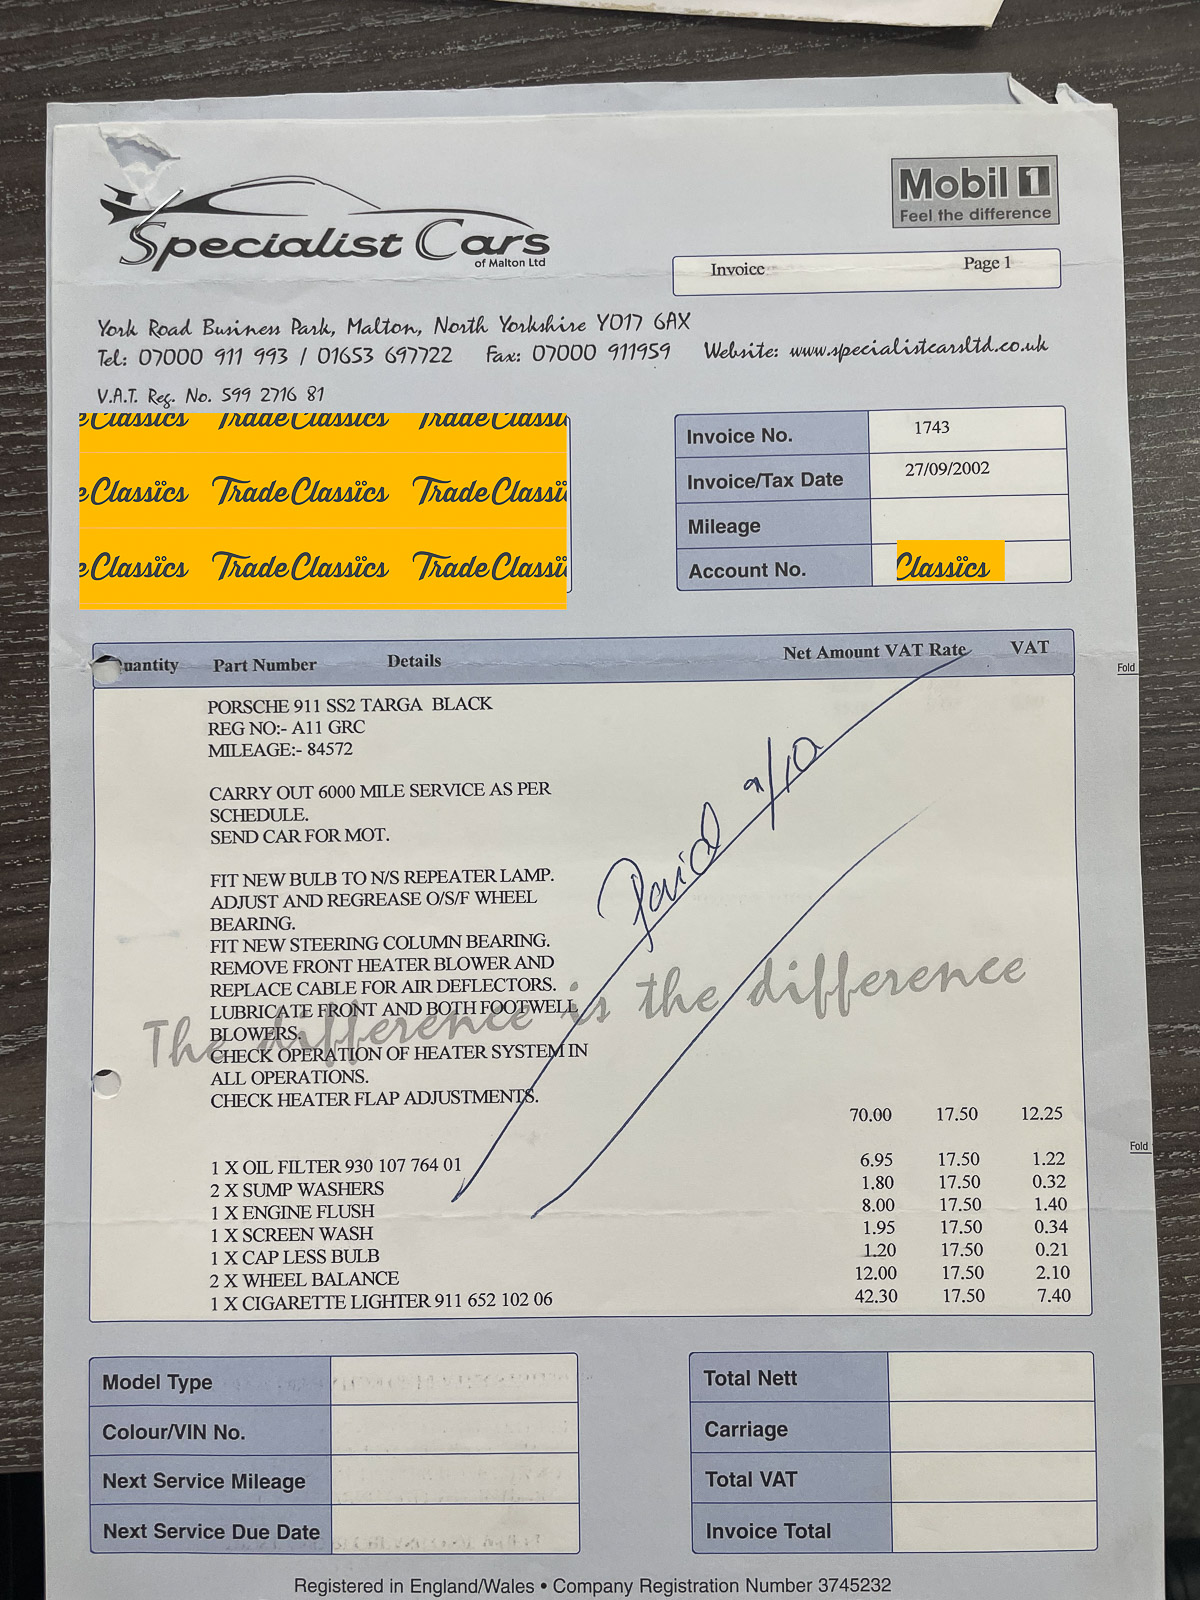 Specialist Cars
of Malton Ltd
Mobil 1
Feel the difference
Invoice Page 1
York Road Business Park, Malton, North Yorkshire YO17 6AX
Tel: 07000 911 993 / 01653 697722 Fax: 07000 911959 Website: www.specialistcarsltd.co.uk
V.A.T. Reg. No. 599 2716 81
e Classics Trade Classics Trade Classi
e Classics Trade Classics Trade Classi
e Classics Trade Classics Trade Classi
Invoice No. 1743
Invoice/Tax Date 27/09/2002
Mileage
Account No. Classics
uantity Part Number Details Net Amount VAT Rate VAT
Fold
PORSCHE 911 SS2 TARGA BLACK
REG NO:- A11 GRC
MILEAGE:- 84572
CARRY OUT 6000 MILE SERVICE AS PER
SCHEDULE.
SEND CAR FOR MOT.
Paid
FIT NEW BULB TO N/S REPEATER LAMP.
ADJUST AND REGREASE O/S/F WHEEL
BEARING.
FIT NEW STEERING COLUMN BEARING.
REMOVE FRONT HEATER BLOWER AND
REPLACE CABLE FOR AIR DEFLECTORS.
LUBRICATE FRONT AND BOTH FOOTWELL
BLOWERS.
The difference is the difference
CHECK OPERATION OF HEATER SYSTEM IN
ALL OPERATIONS.
CHECK HEATER FLAP ADJUSTMENTS.
70.00 17.50 12.25
Fold
1 X OIL FILTER 930 107 764 01 6.95 17.50 1.22
2 X SUMP WASHERS 1.80 17.50 0.32
1 X ENGINE FLUSH 8.00 17.50 1.40
1 X SCREEN WASH 1.95 17.50 0.34
1 X CAP LESS BULB 1.20 17.50 0.21
2 X WHEEL BALANCE 12.00 17.50 2.10
1 X CIGARETTE LIGHTER 911 652 102 06 42.30 17.50 7.40
Model Type
Colour/VIN No.
Next Service Mileage
Next Service Due Date
Total Nett
Carriage
Total VAT
Invoice Total
Registered in England/Wales • Company Registration Number 3745232